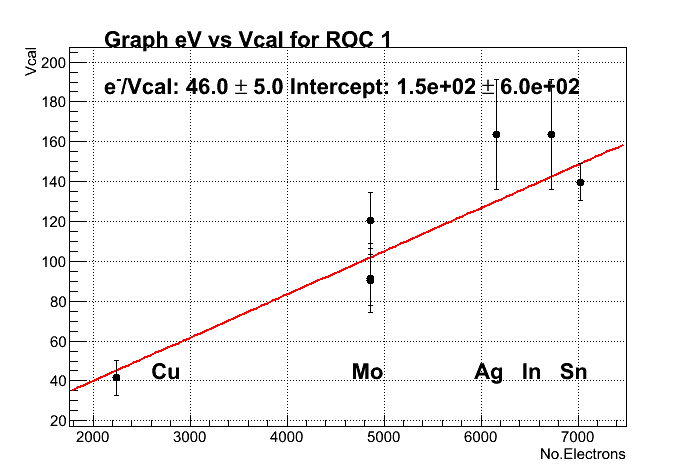 Graph eV vs Vcal for ROC 1
Vcal
e-/Vcal: 46.0 ± 5.0 Intercept: 1.5e+02 ± 6.0e+02
200
180
160
140
120
100
80
60
40
20
Cu Mo Ag In Sn
2000 3000 4000 5000 6000 7000
No.Electrons